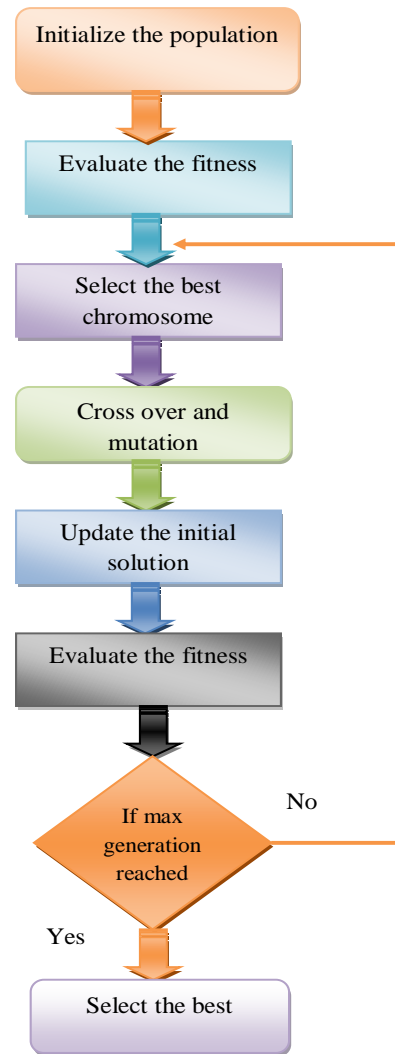 Initialize the population
Evaluate the fitness
Select the best
chromosome
Cross over and
mutation
Update the initial
solution
Evaluate the fitness
No
If max
generation
reached
Yes
Select the best